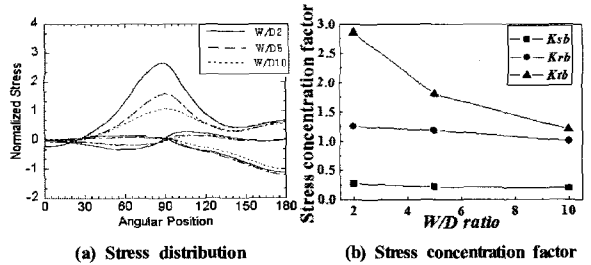 Normalized Stress
4
3
2
1
0
-1
-2
0 30 60 90 120 150 180
Angular Position
W/D2
W/D5
W/D10
(a) Stress distribution
Stress concentration factor
3.0
2.5
2.0
1.5
1.0
0.5
0.0
2 4 6 8 10
W/D ratio
Ksb
Krb
Ktb
(b) Stress concentration factor